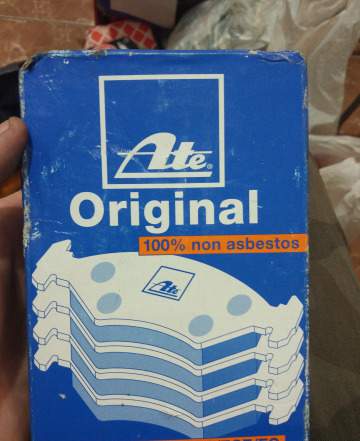 Ate®
Original
100% non asbestos
Ate